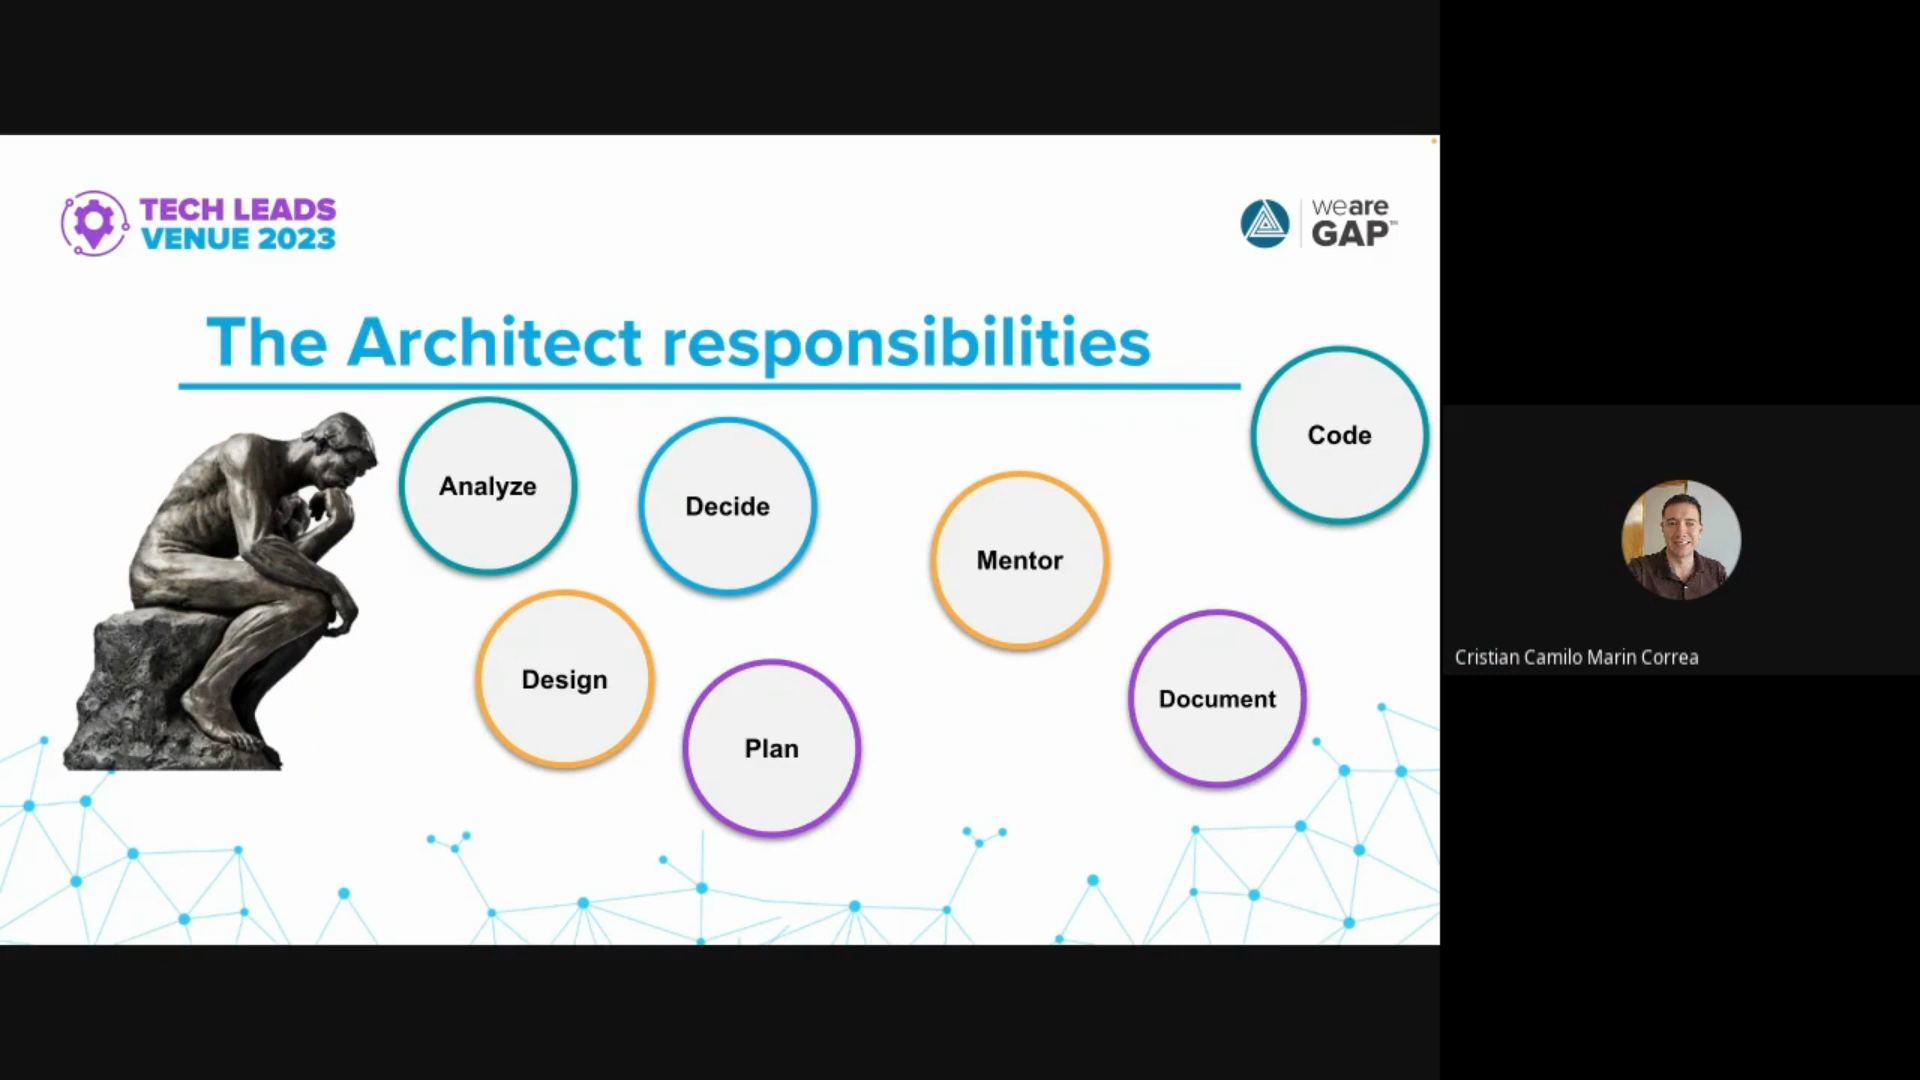 TECH LEADS
VENUE 2023
weare
GAP™
The Architect responsibilities
Analyze
Decide
Mentor
Code
Design
Plan
Document
Cristian Camilo Marin Correa